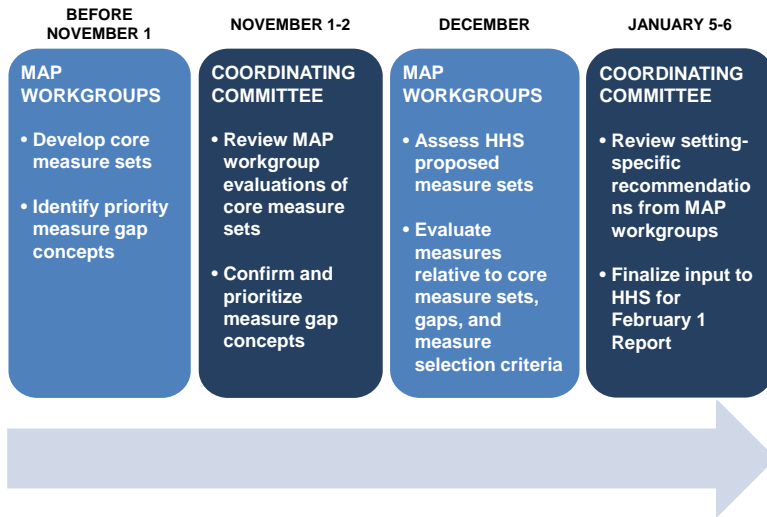 BEFORE
NOVEMBER 1
MAP
WORKGROUPS
• Develop core
measure sets
• Identify priority
measure gap
concepts
NOVEMBER 1-2
COORDINATING
COMMITTEE
• Review MAP
workgroup
evaluations of
core measure
sets
• Confirm and
prioritize
measure gap
concepts
DECEMBER
MAP
WORKGROUPS
• Assess HHS
proposed
measure sets
• Evaluate
measures
relative to core
measure sets,
gaps, and
measure
selection criteria
JANUARY 5-6
COORDINATING
COMMITTEE
• Review setting-
specific
recommendatio
ns from MAP
workgroups
• Finalize input to
HHS for
February 1
Report